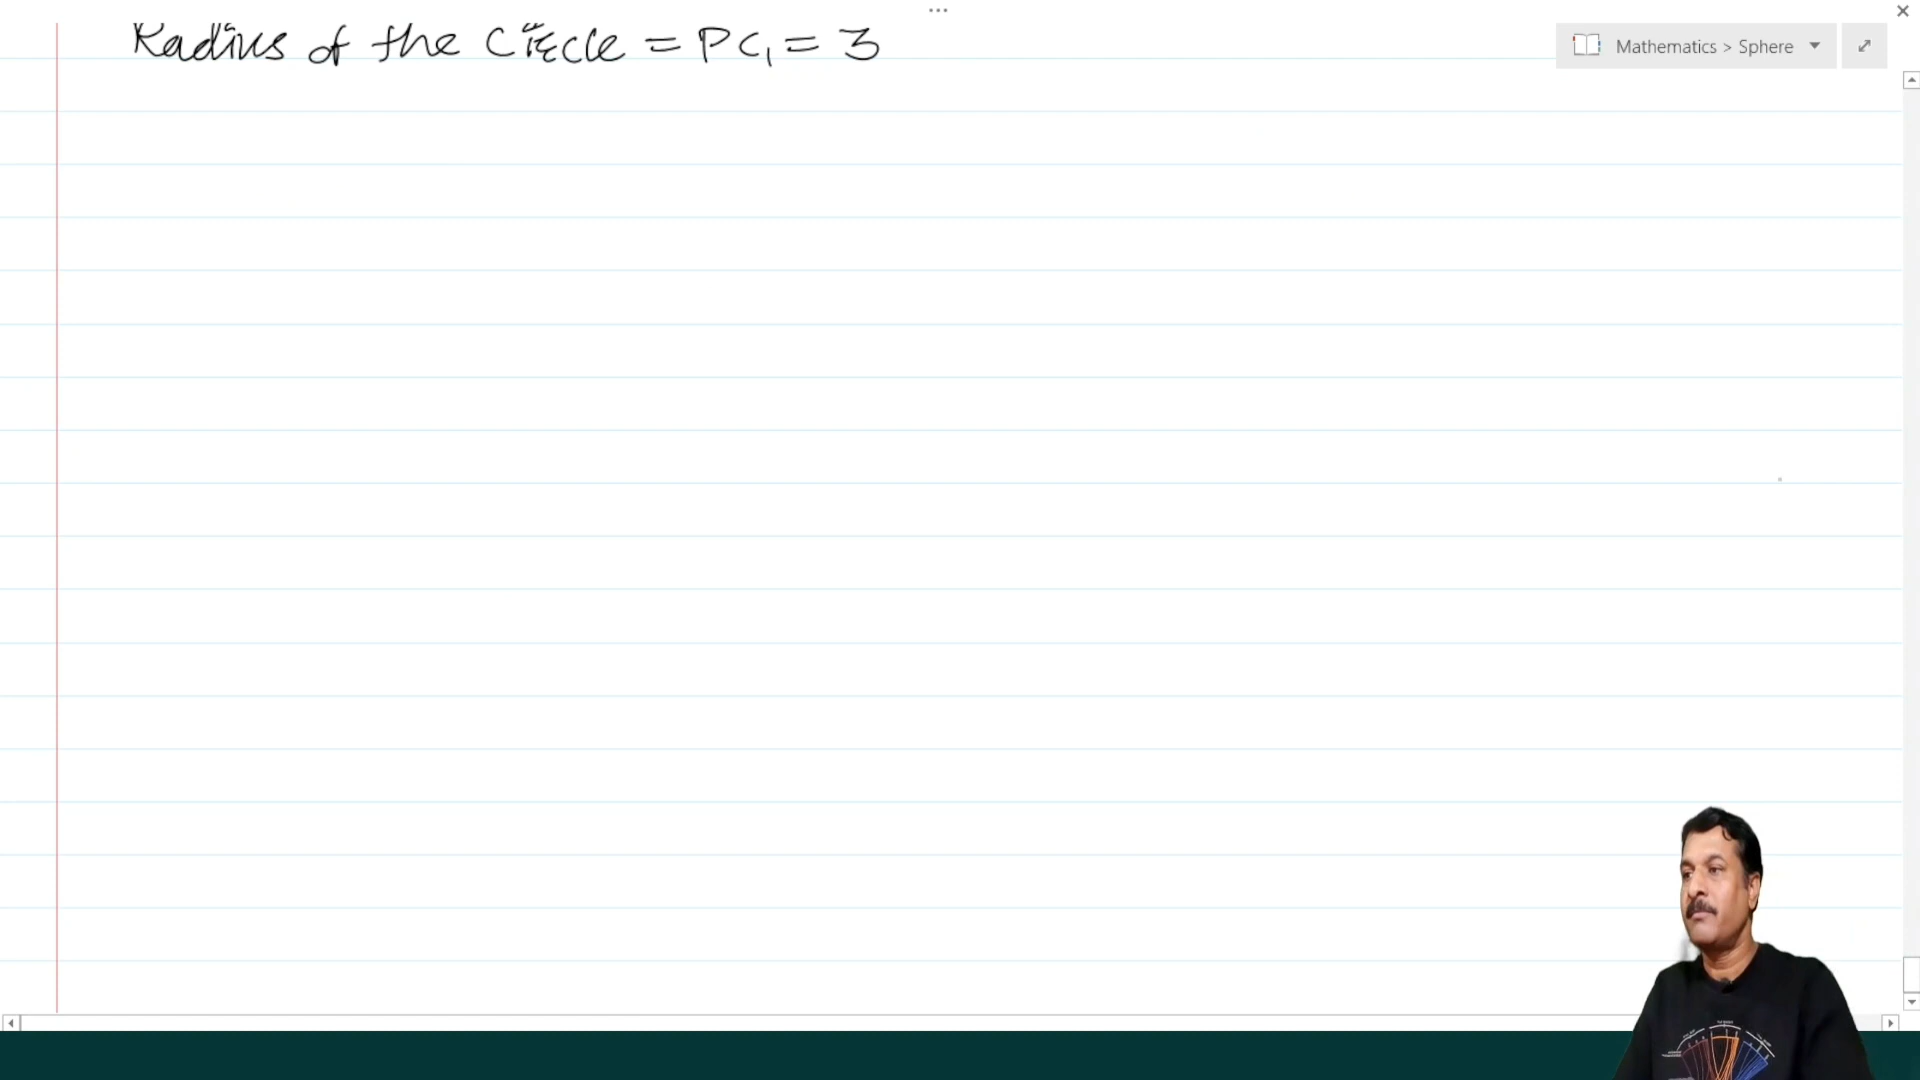 Radius of the Circle = PC₁ = 3
Mathematics > Sphere